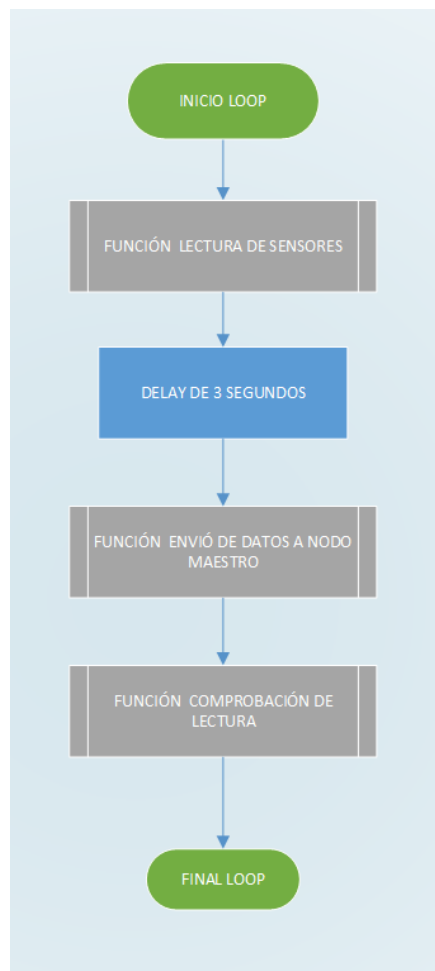 INICIO LOOP
FUNCIÓN LECTURA DE SENSORES
DELAY DE 3 SEGUNDOS
FUNCIÓN ENVIÓ DE DATOS A NODO
MAESTRO
FUNCIÓN COMPROBACIÓN DE
LECTURA
FINAL LOOP